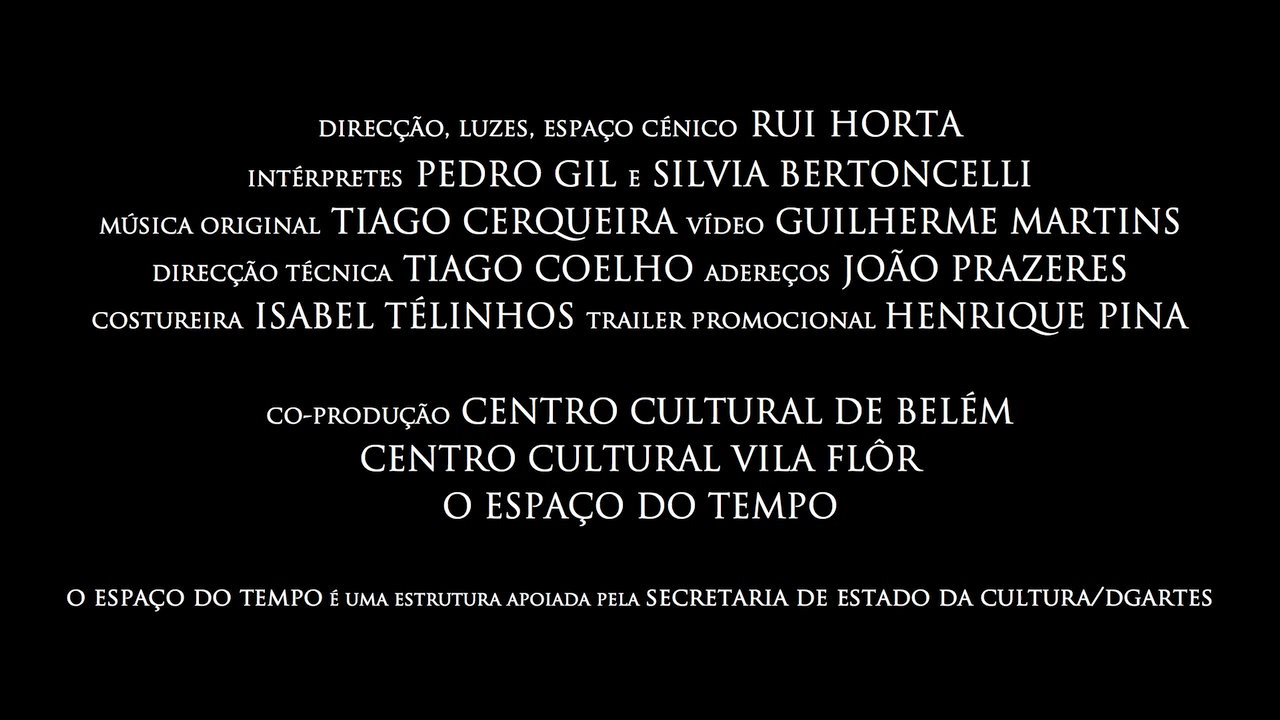 DIRECÇÃO, LUZES, ESPAÇO CÉNICO RUI HORTA
INTÉRPRETES PEDRO GIL E SILVIA BERTONCELLI
MÚSICA ORIGINAL TIAGO CERQUEIRA VÍDEO GUILHERME MARTINS
DIRECÇÃO TÉCNICA TIAGO COELHO ADEREÇOS JOÃO PRAZERES
COSTUREIRA ISABEL TÉLINHOS TRAILER PROMOCIONAL HENRIQUE PINA
CO-PRODUÇÃO CENTRO CULTURAL DE BELÉM
CENTRO CULTURAL VILA FLÔR
O ESPAÇO DO TEMPO
O ESPAÇO DO TEMPO É UMA ESTRUTURA APOIADA PELA SECRETARIA DE ESTADO DA CULTURA/DGARTES